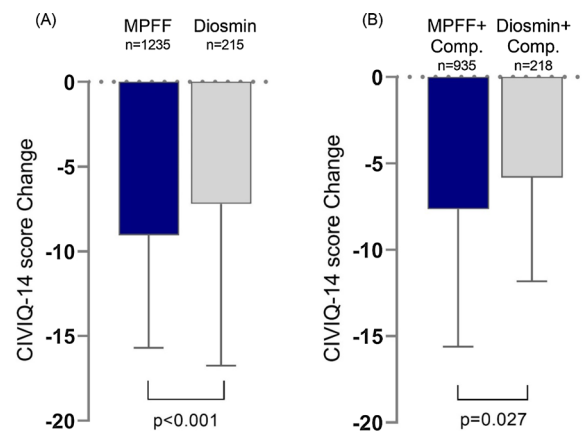 (A)
MPFF Diosmin
n=1235 n=215
0
-5
-10
-15
-20
CIVIQ-14 score Change
p<0.001
(B)
MPFF+ Diosmin+
Comp. Comp.
n=935 n=218
0
-5
-10
-15
-20
CIVIQ-14 score Change
p=0.027